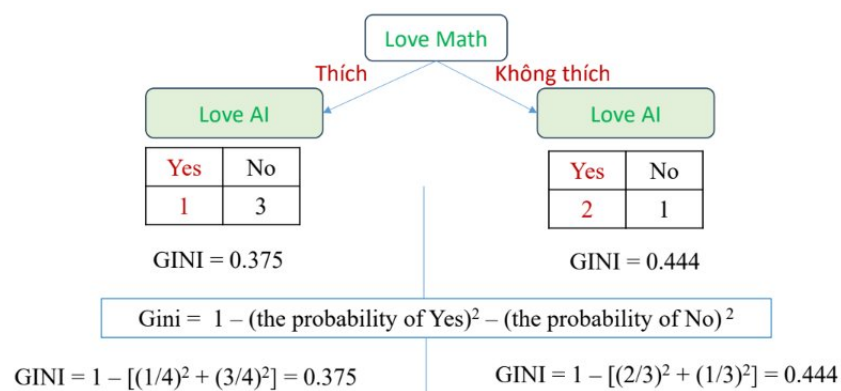 Love Math
Thích Không thích
Love AI Love AI
Yes No Yes No
1 3 2 1
GINI = 0.375 GINI = 0.444
Gini = 1 – (the probability of Yes)² – (the probability of No)²
GINI = 1 – [(1/4)² + (3/4)²] = 0.375 GINI = 1 – [(2/3)² + (1/3)²] = 0.444